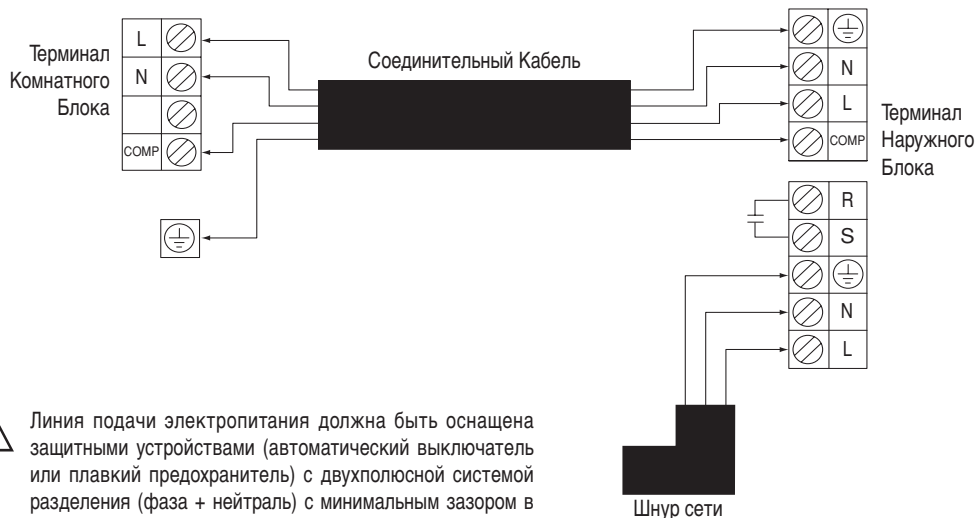 L
N
COMP
Терминал
Комнатного
Блока
Соединительный Кабель
N
L
COMP
Терминал
Наружного
Блока
R
S
N
L
Шнур сети
Линия подачи электропитания должна быть оснащена
защитными устройствами (автоматический выключатель
или плавкий предохранитель) с двухполюсной системой
разделения (фаза + нейтраль) с минимальным зазором в